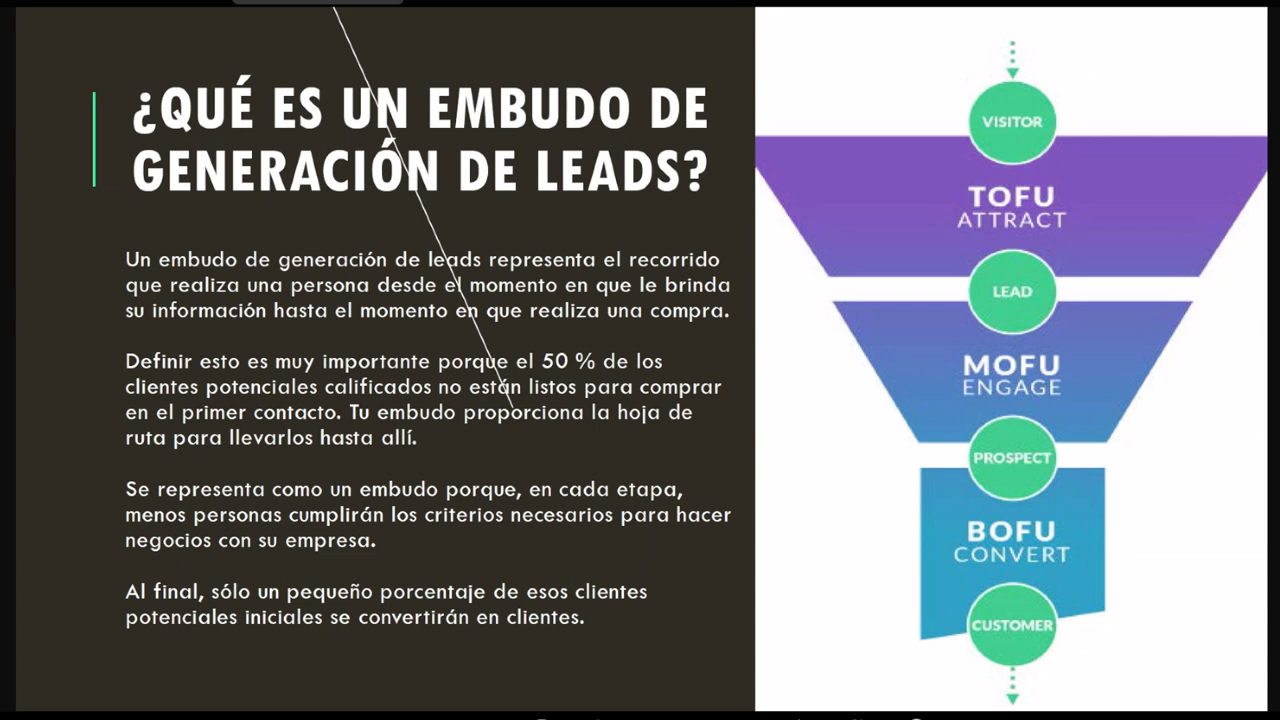 ¿QUÉ ES UN EMBUDO DE
GENERACIÓN DE LEADS?
Un embudo de generación de leads representa el recorrido
que realiza una persona desde el momento en que le brinda
su información hasta el momento en que realiza una compra.
Definir esto es muy importante porque el 50 % de los
clientes potenciales calificados no están listos para comprar
en el primer contacto. Tu embudo proporciona la hoja de
ruta para llevarlos hasta allí.
Se representa como un embudo porque, en cada etapa,
menos personas cumplirán los criterios necesarios para hacer
negocios con su empresa.
Al final, sólo un pequeño porcentaje de esos clientes
potenciales iniciales se convertirán en clientes.
VISITOR
TOFU
ATTRACT
LEAD
MOFU
ENGAGE
PROSPECT
BOFU
CONVERT
CUSTOMER